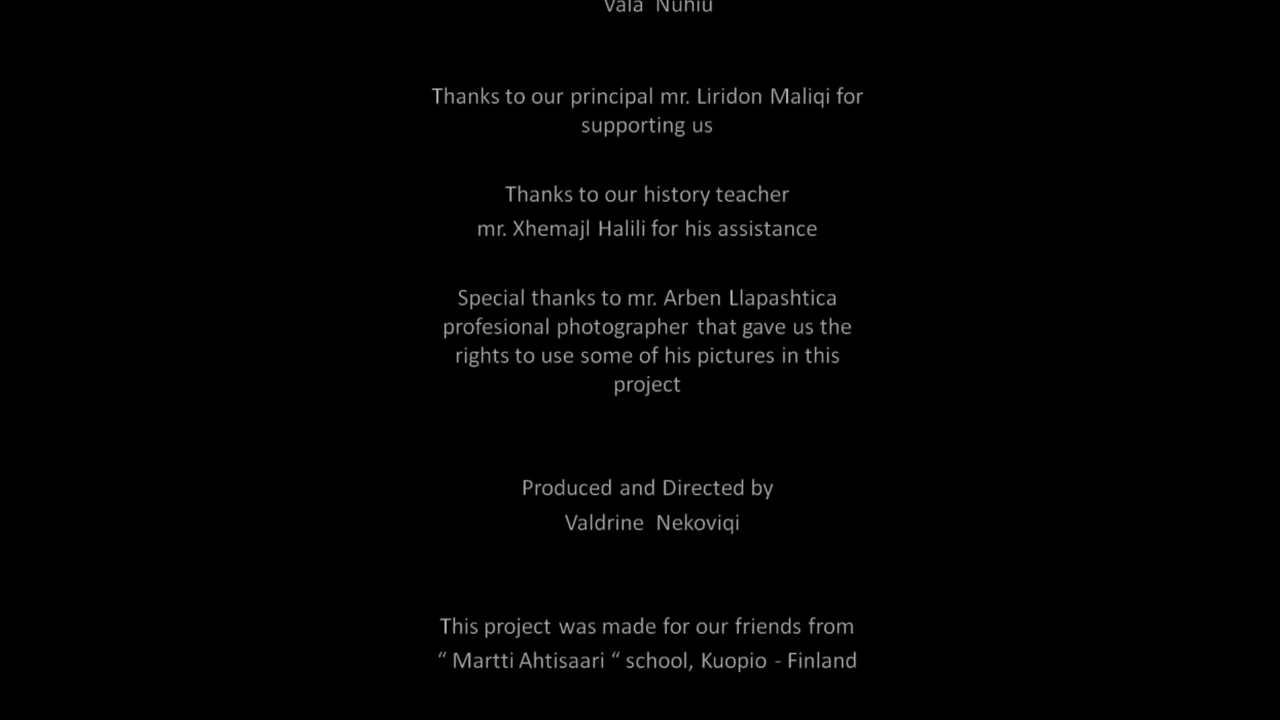 Vala Nuhiu
Thanks to our principal mr. Liridon Maliqi for
supporting us
Thanks to our history teacher
mr. Xhemajl Halili for his assistance
Special thanks to mr. Arben Llapashtica
profesional photographer that gave us the
rights to use some of his pictures in this
project
Produced and Directed by
Valdrine Nekoviqi
This project was made for our friends from
“ Martti Ahtisaari “ school, Kuopio - Finland